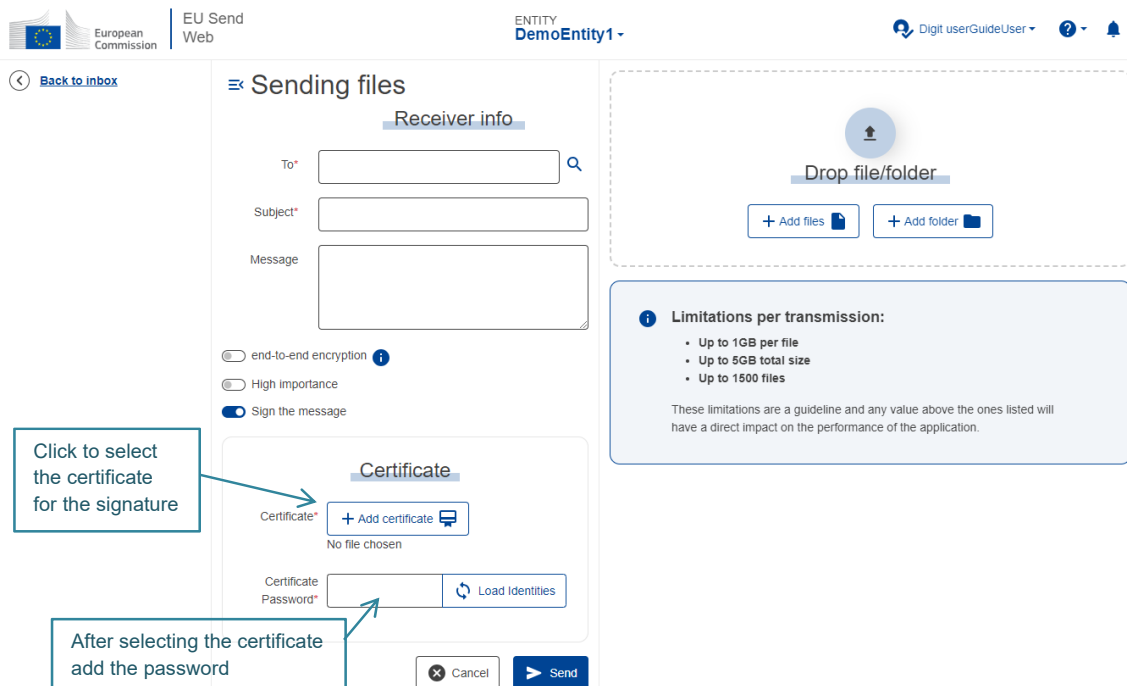 European
Commission
EU Send
Web
ENTITY
DemoEntity1
Digit userGuideUser
?
Back to inbox
Sending files
Receiver info
To*
Subject*
Message
end-to-end encryption i
High importance
Sign the message
Click to select
the certificate
for the signature
Certificate
Certificate*
+ Add certificate
No file chosen
Certificate
Password*
Load Identities
After selecting the certificate
add the password
Cancel
Send
Drop file/folder
+ Add files
+ Add folder
i Limitations per transmission:
• Up to 1GB per file
• Up to 5GB total size
• Up to 1500 files
These limitations are a guideline and any value above the ones listed will
have a direct impact on the performance of the application.